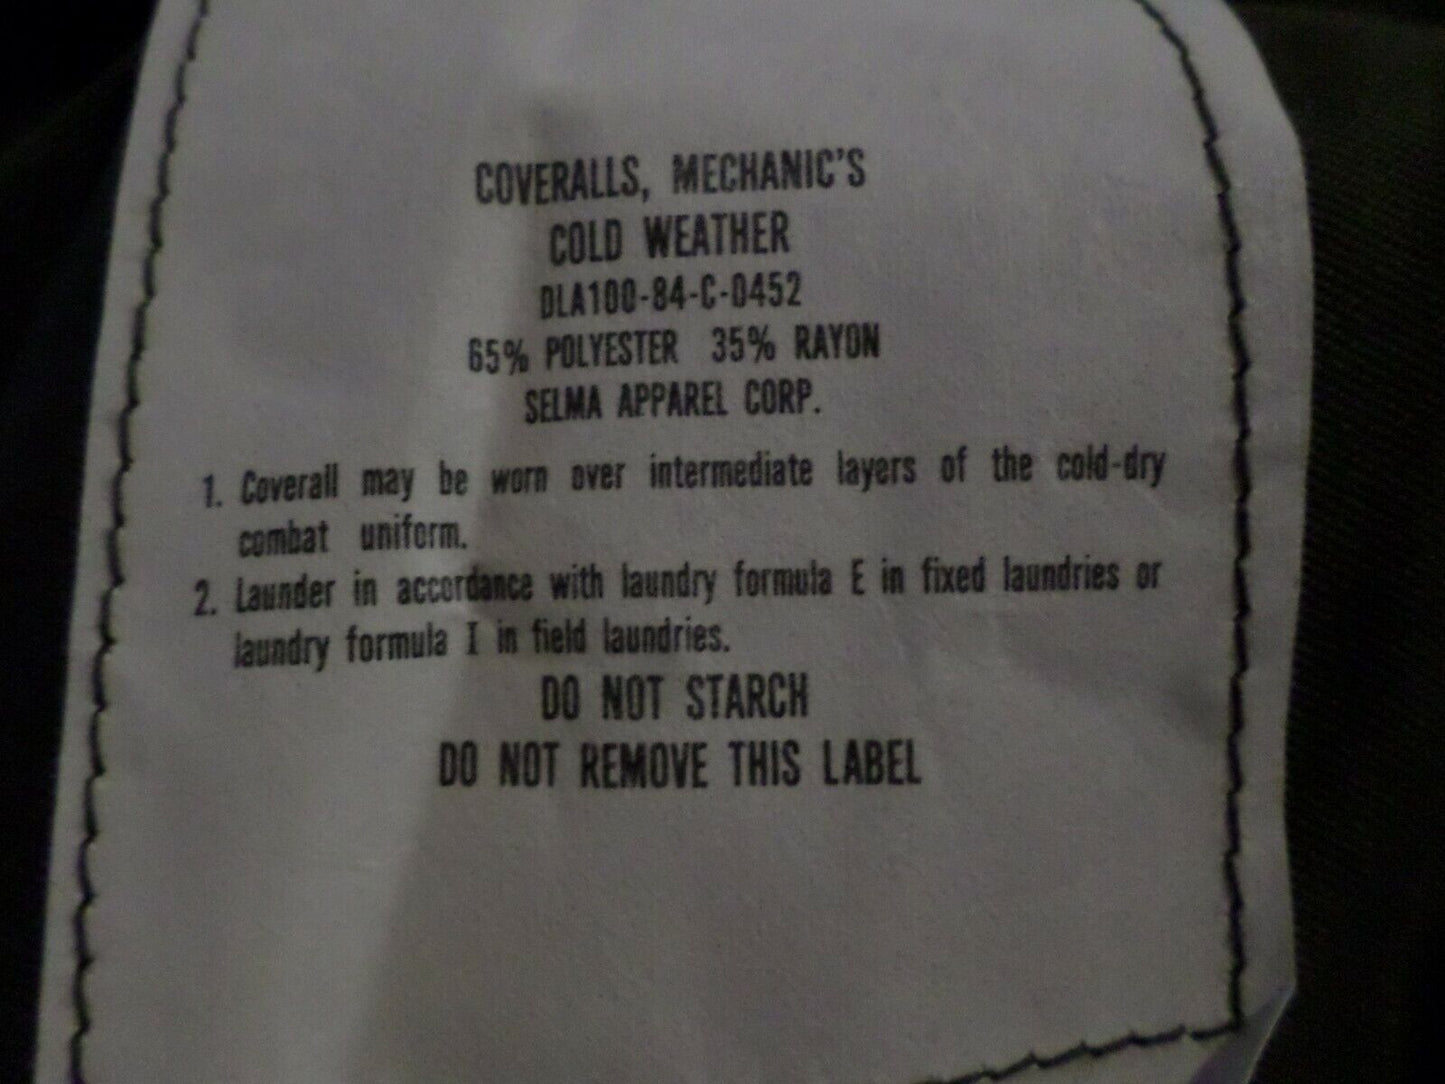 COVERALLS, MECHANIC'S
COLD WEATHER
DLA100-84-C-0452
65% POLYESTER 35% RAYON
SELMA APPAREL CORP.
1. Coverall may be worn over intermediate layers of the cold-dry
combat uniform.
2. Launder in accordance with laundry formula E in fixed laundries or
laundry formula I in field laundries.
DO NOT STARCH
DO NOT REMOVE THIS LABEL